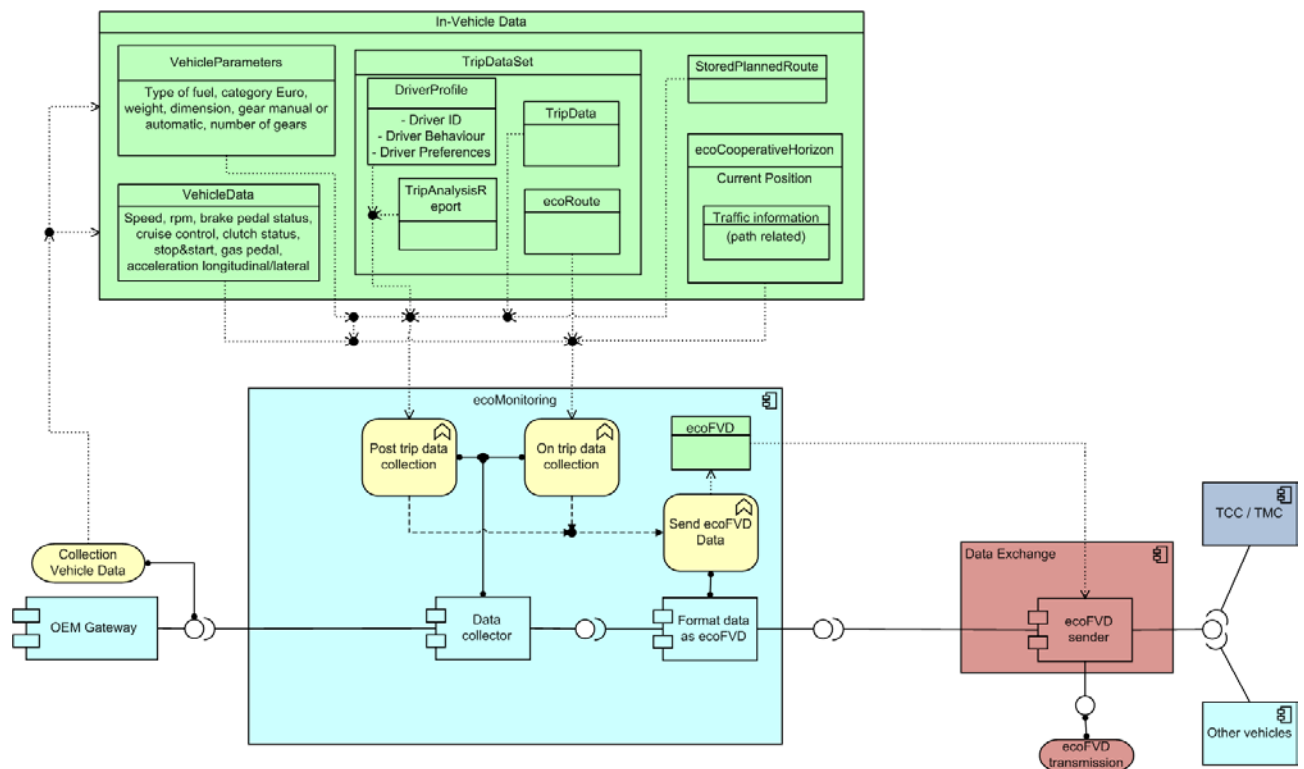 In-Vehicle Data
VehicleParameters
Type of fuel, category Euro,
weight, dimension, gear manual or
automatic, number of gears
VehicleData
Speed, rpm, brake pedal status,
cruise control, clutch status,
stop&start, gas pedal,
acceleration longitudinal/lateral
TripDataSet
DriverProfile
- Driver ID
- Driver Behaviour
- Driver Preferences
TripAnalysisR
eport
TripData
ecoRoute
StoredPlannedRoute
ecoCooperativeHorizon
Current Position
Traffic information
(path related)
ecoMonitoring
Post trip data
collection
On trip data
collection
ecoFVD
Send ecoFVD
Data
Collection
Vehicle Data
OEM Gateway
Data
collector
Format data
as ecoFVD
Data Exchange
ecoFVD
sender
ecoFVD
transmission
TCC / TMC
Other vehicles